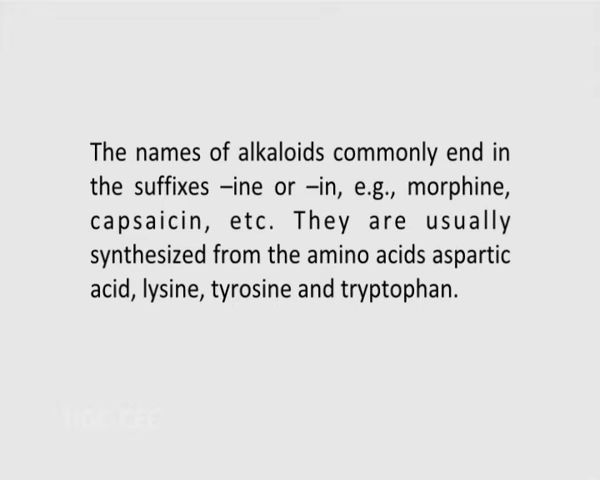 The names of alkaloids commonly end in
the suffixes –ine or –in, e.g., morphine,
capsaicin, etc. They are usually
synthesized from the amino acids aspartic
acid, lysine, tyrosine and tryptophan.